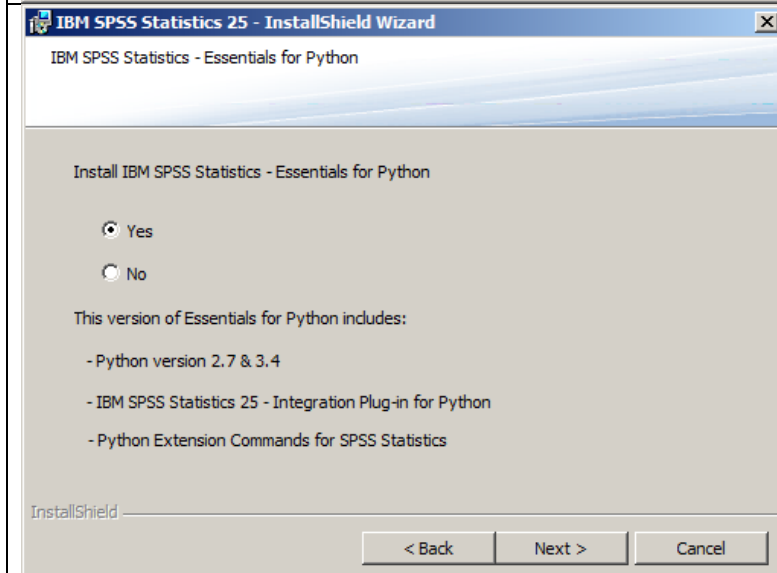 IBM SPSS Statistics 25 - InstallShield Wizard
IBM SPSS Statistics - Essentials for Python
Install IBM SPSS Statistics - Essentials for Python
Yes
No
This version of Essentials for Python includes:
- Python version 2.7 & 3.4
- IBM SPSS Statistics 25 - Integration Plug-in for Python
- Python Extension Commands for SPSS Statistics
InstallShield
< Back Next > Cancel